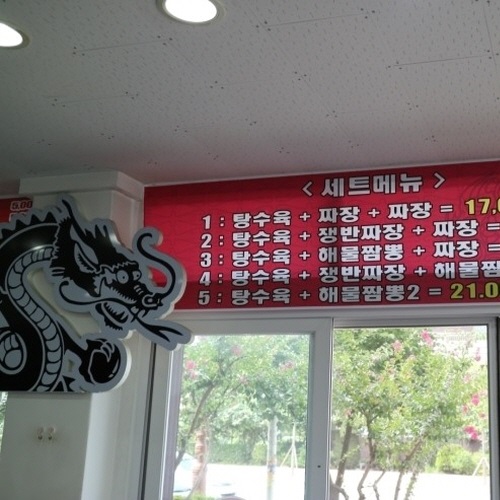 < 세트메뉴 >
1 : 탕수육 + 짜장 + 짜장 = 17.0
2 : 탕수육 + 쟁반짜장 + 짜장 =
3 : 탕수육 + 해물짬뽕 + 짜장 =
4 : 탕수육 + 쟁반짜장 + 해물
5 : 탕수육 + 해물짬뽕2 = 21.0